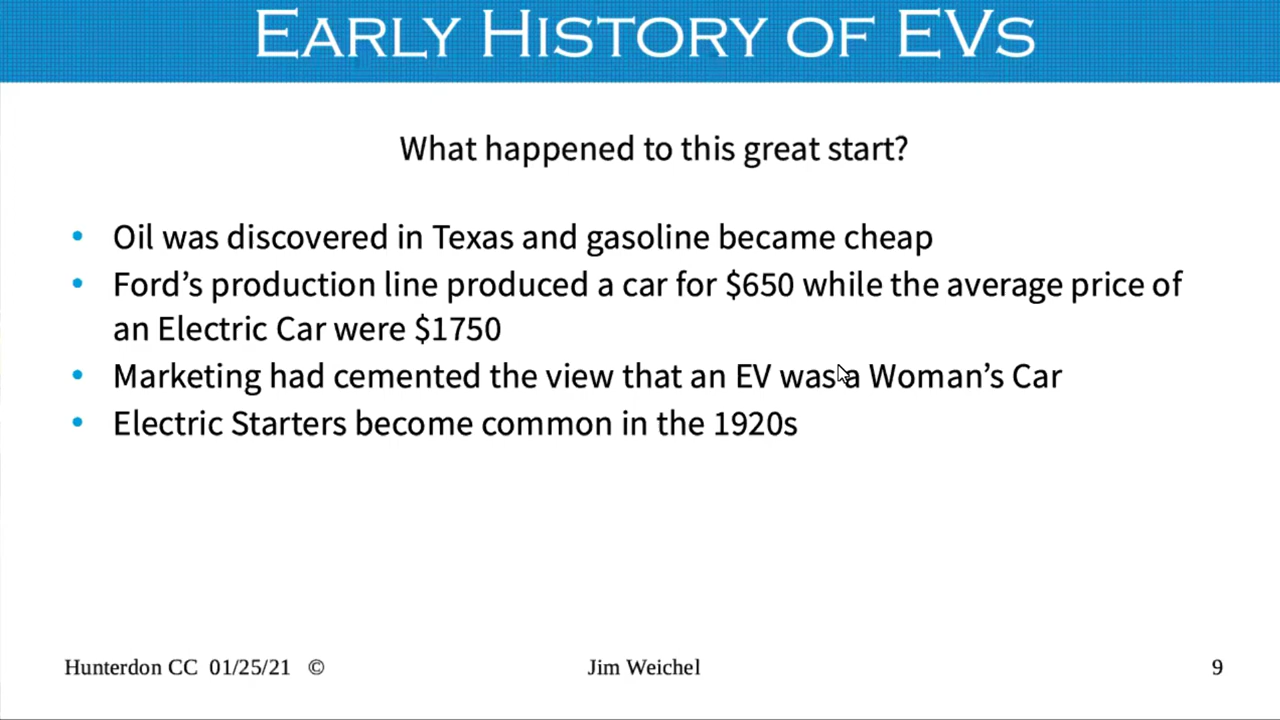 Early History of EVs
What happened to this great start?
• Oil was discovered in Texas and gasoline became cheap
• Ford’s production line produced a car for $650 while the average price of
an Electric Car were $1750
• Marketing had cemented the view that an EV was a Woman’s Car
• Electric Starters become common in the 1920s
Hunterdon CC 01/25/21 © Jim Weichel 9